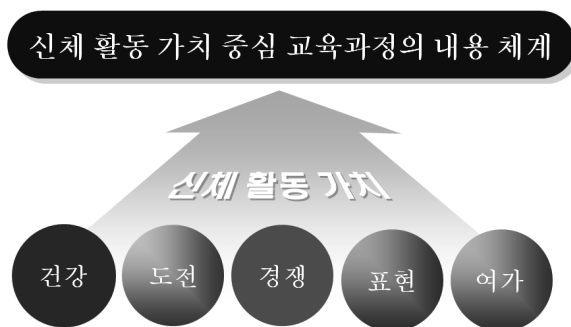 신체 활동 가치 중심 교육과정의 내용 체계
신체 활동 가치
건강 도전 경쟁 표현 여가